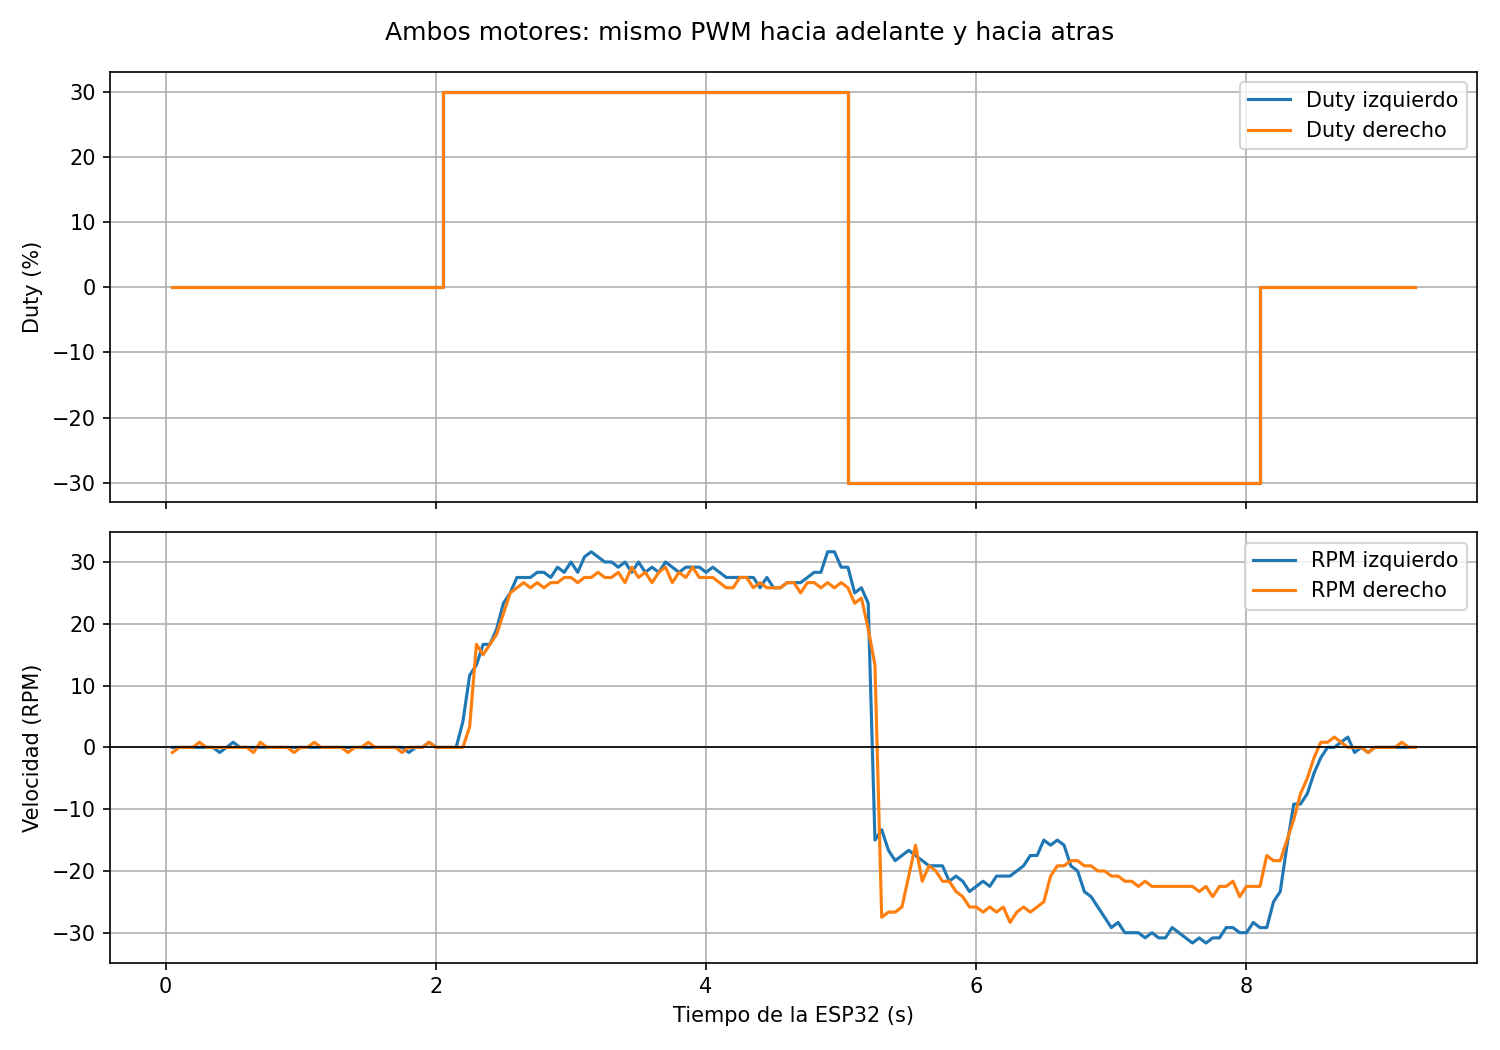 Ambos motores: mismo PWM hacia adelante y hacia atras
30
20
10
0
−10
−20
−30
Duty (%)
Duty izquierdo
Duty derecho
30
20
10
0
−10
−20
−30
Velocidad (RPM)
RPM izquierdo
RPM derecho
0
2
4
6
8
Tiempo de la ESP32 (s)